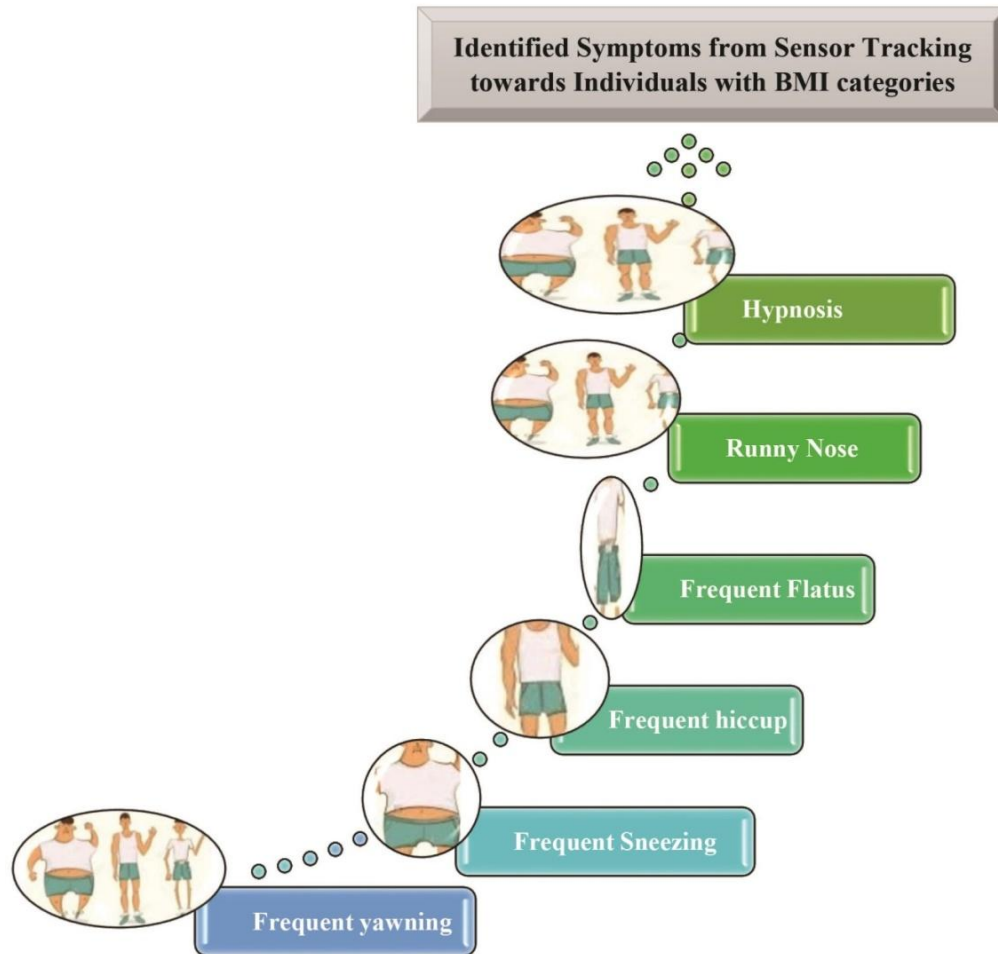 Identified Symptoms from Sensor Tracking
towards Individuals with BMI categories
Hypnosis
Runny Nose
Frequent Flatus
Frequent hiccup
Frequent Sneezing
Frequent yawning